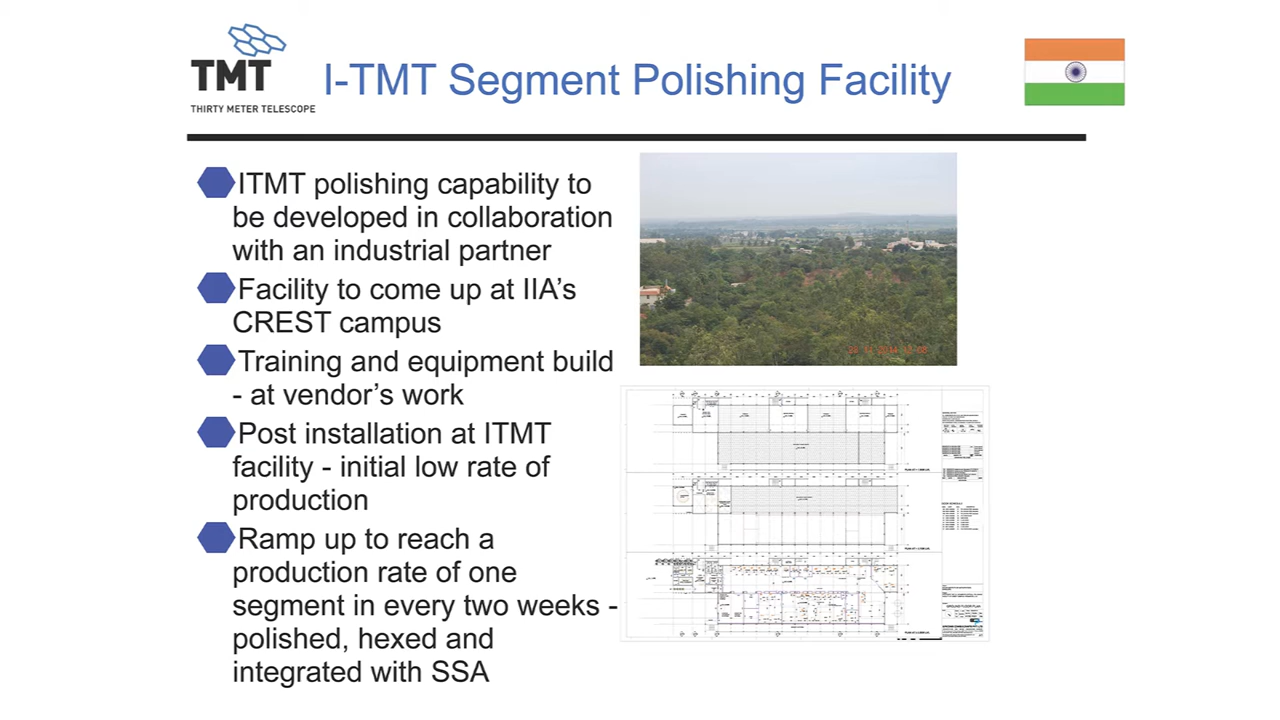 TMT
THIRTY METER TELESCOPE
I-TMT Segment Polishing Facility
ITMT polishing capability to
be developed in collaboration
with an industrial partner
Facility to come up at IIA's
CREST campus
Training and equipment build
- at vendor's work
Post installation at ITMT
facility - initial low rate of
production
Ramp up to reach a
production rate of one
segment in every two weeks -
polished, hexed and
integrated with SSA
GROUND FLOOR PLAN